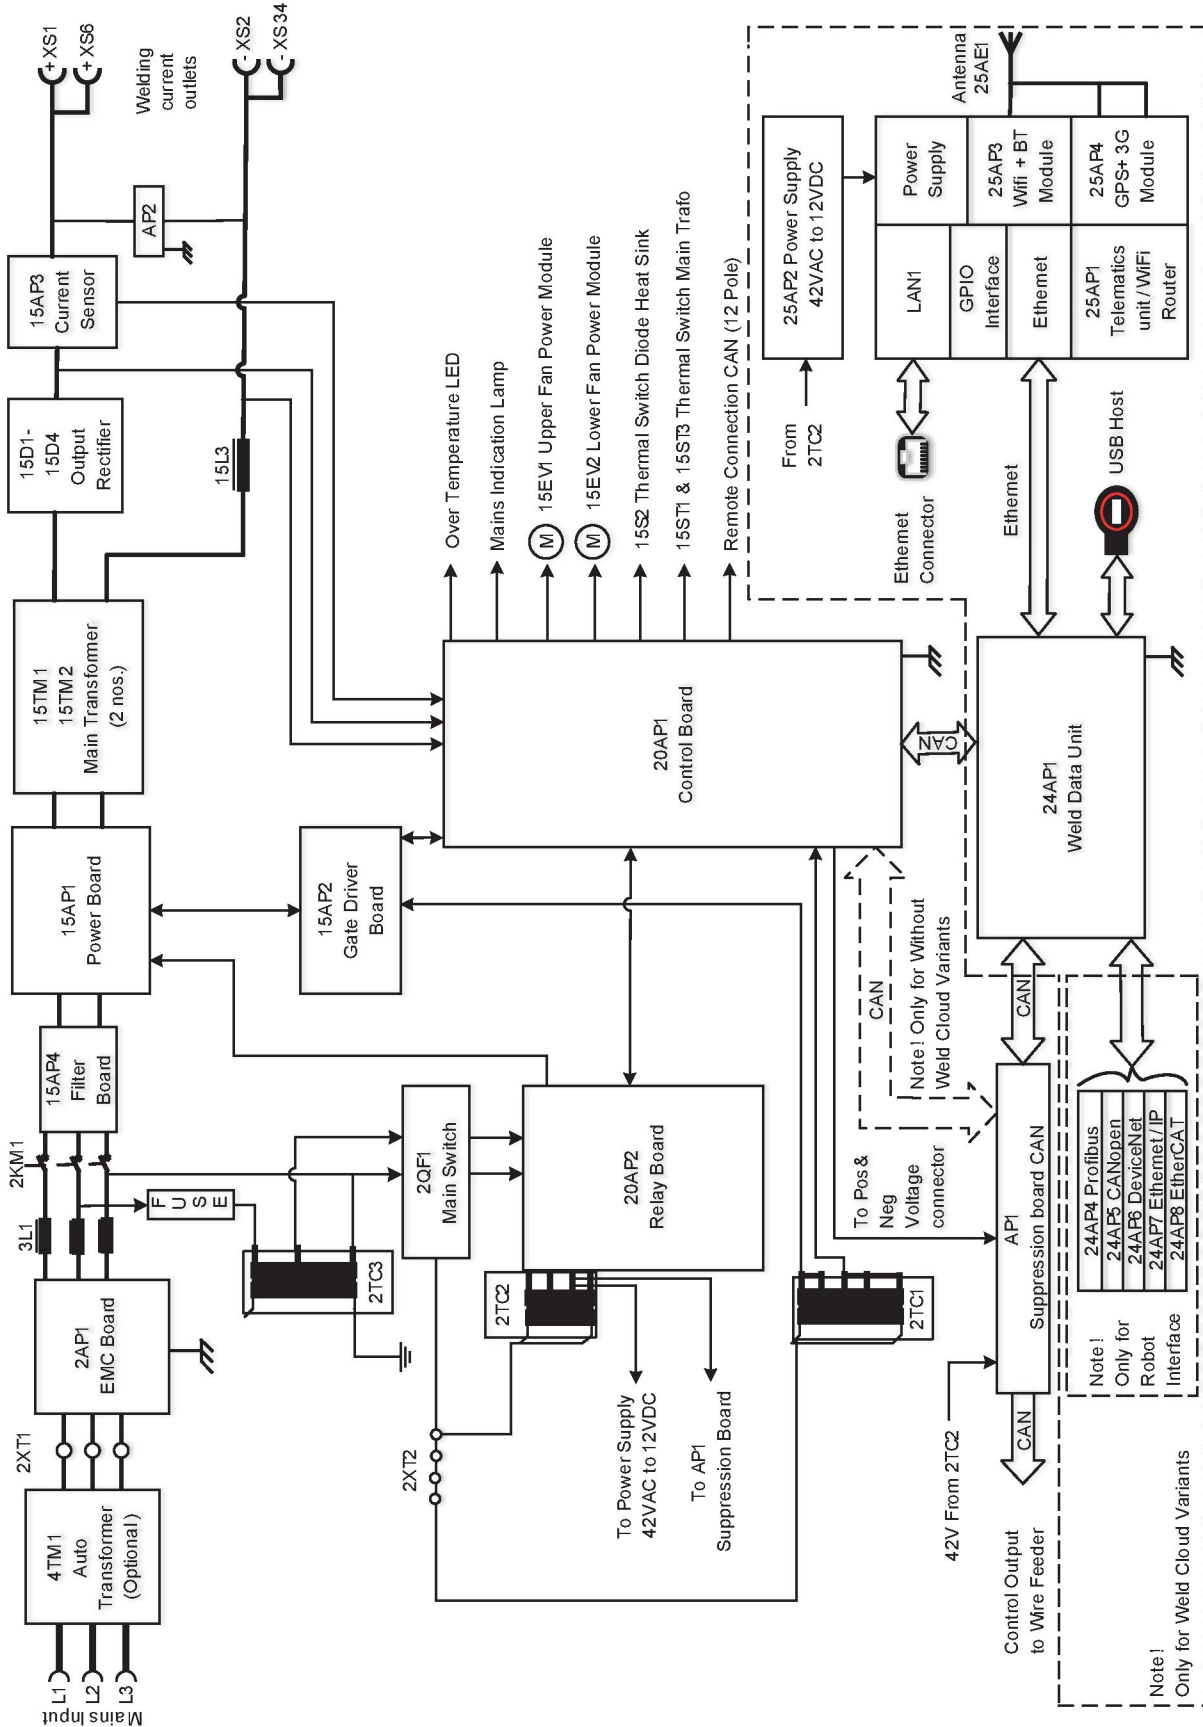 + XS1
+ XS6
Welding
current
outlets
- XS2
- XS34
15AP3
Current
Sensor
AP2
15D1-
15D4
Output
Rectifier
15L3
15TM1
15TM2
Main Transformer
(2 nos.)
15AP1
Power Board
15AP2
Gate Driver
Board
15AP4
Filter
Board
2KM1
3L1
FUSE
2AP1
EMC Board
2XT1
4TM1
Auto
Transformer
(Optional)
L1
L2
L3
Mains Input
2TC3
2QF1
Main Switch
2XT2
20AP2
Relay Board
2TC2
To Power Supply
42VAC to 12VDC
To AP1
Suppression Board
2TC1
20AP1
Control Board
Over Temperature LED
Mains Indication Lamp
M
15EV1 Upper Fan Power Module
M
15EV2 Lower Fan Power Module
15S2 Thermal Switch Diode Heat Sink
15ST1 & 15ST3 Thermal Switch Main Trafo
Remote Connection CAN (12 Pole)
To Pos&
Neg
Voltage
connector
CAN
Note! Only for Without
Weld Cloud Variants
CAN
24AP1
Weld Data Unit
CAN
AP1
Suppression board CAN
42V From 2TC2
CAN
Control Output
to Wire Feeder
24AP4 Profibus
24AP5 CANopen
24AP6 DeviceNet
24AP7 Ethernet / IP
24AP8 EtherCAT
Note!
Only for
Robot
Interface
Note!
Only for Weld Cloud Variants
Antenna
25AE1
25AP2 Power Supply
42VAC to 12VDC
From
2TC2
Power
Supply
25AP3
Wifi + BT
Module
25AP4
GPS+ 3G
Module
LAN1
GPIO
Interface
Ethernet
25AP1
Telematics
unit / WiFi
Router
Ethernet
Connector
Ethernet
USB Host